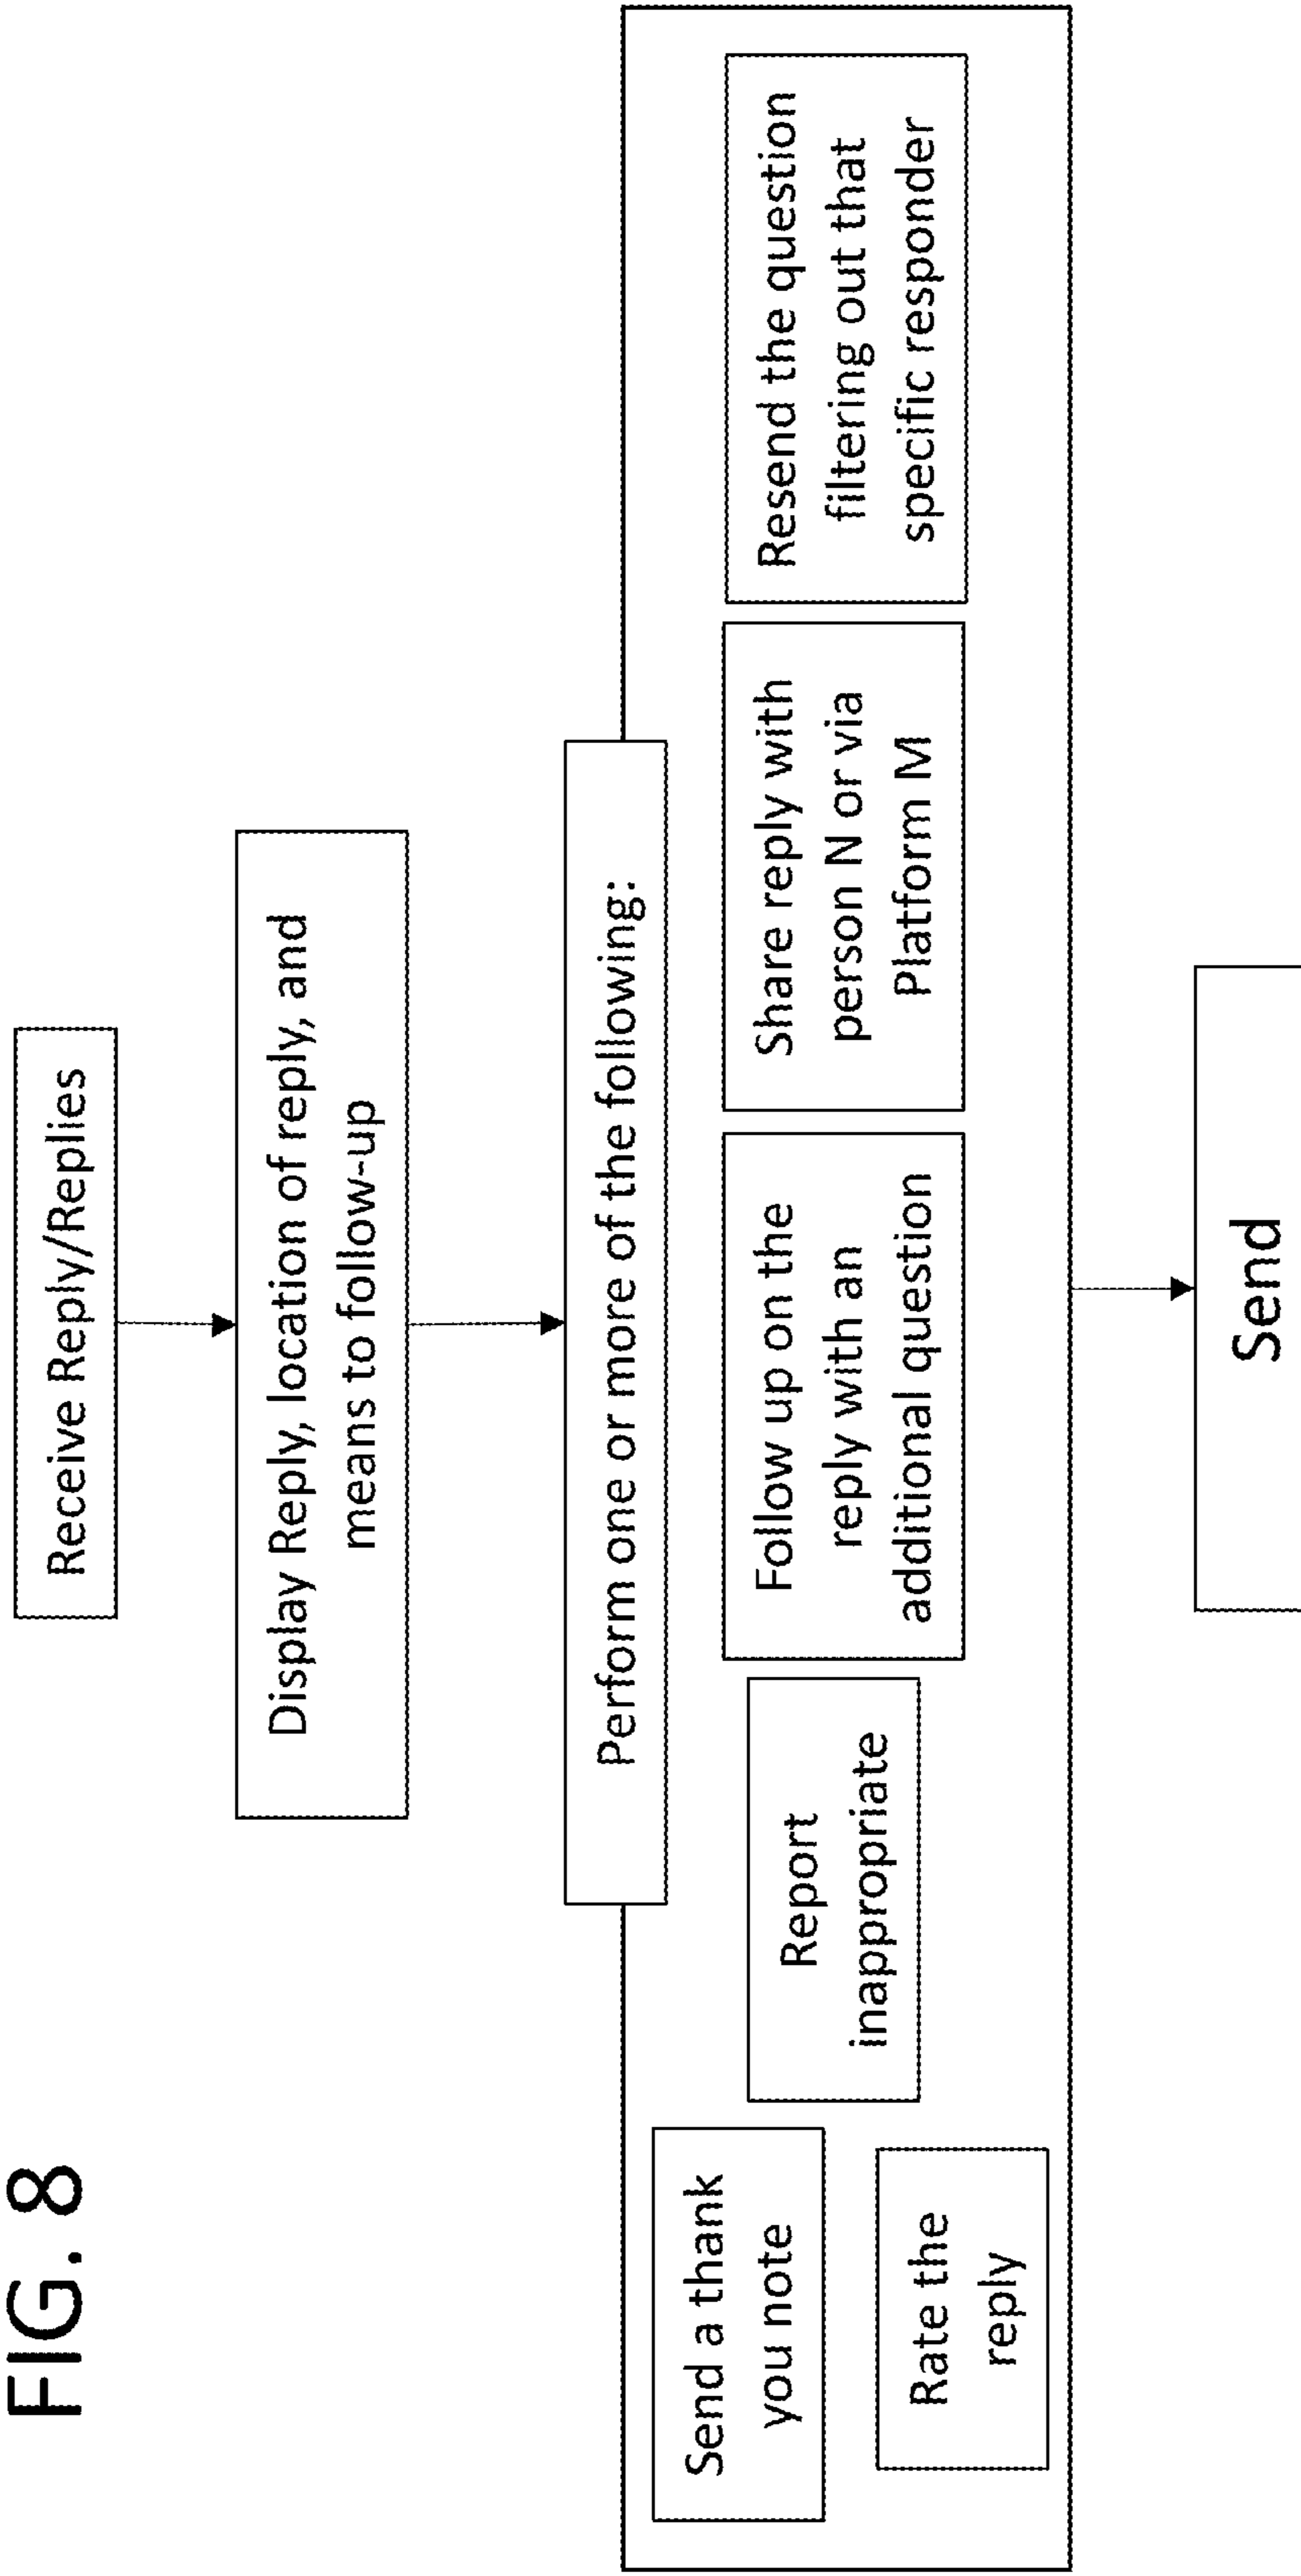 FIG. 8
Receive Reply/Replies
Display Reply, location of reply, and
means to follow-up
Perform one or more of the following:
Send a thank
you note
Rate the
reply
Report
inappropriate
Follow up on the
reply with an
additional question
Share reply with
person N or via
Platform M
Resend the question
filtering out that
specific responder
Send